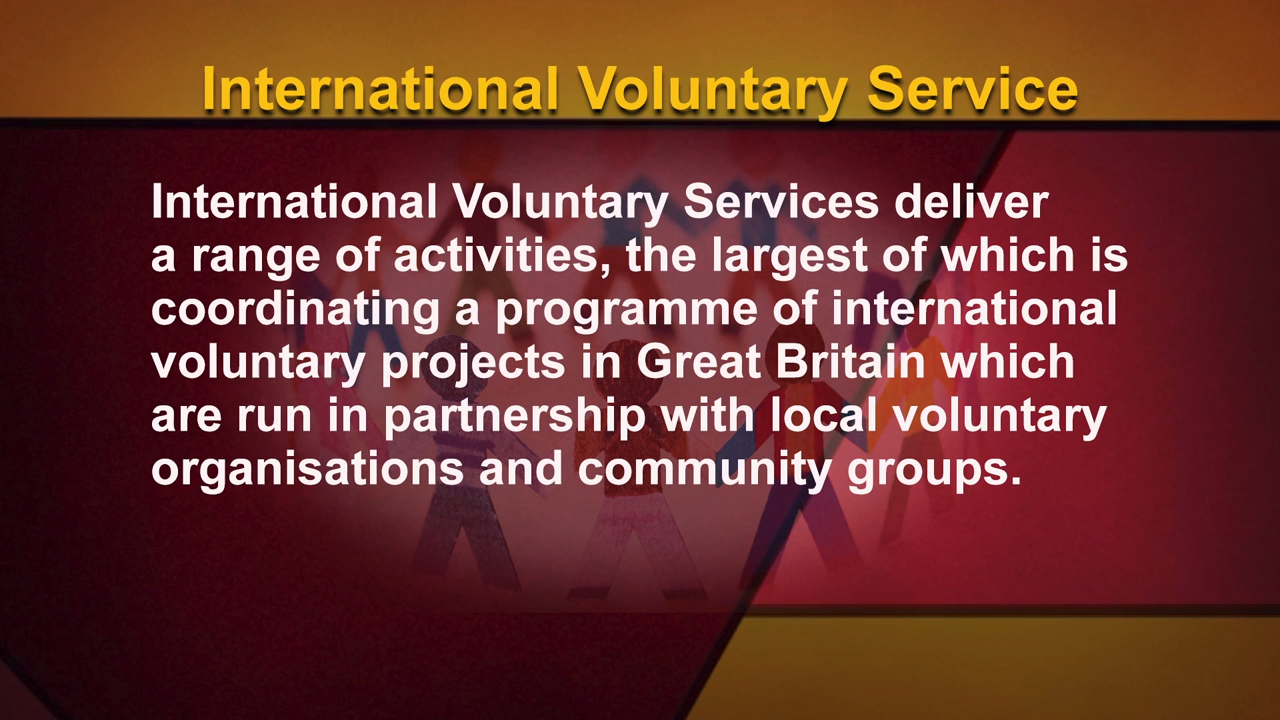 International Voluntary Service
International Voluntary Services deliver
a range of activities, the largest of which is
coordinating a programme of international
voluntary projects in Great Britain which
are run in partnership with local voluntary
organisations and community groups.